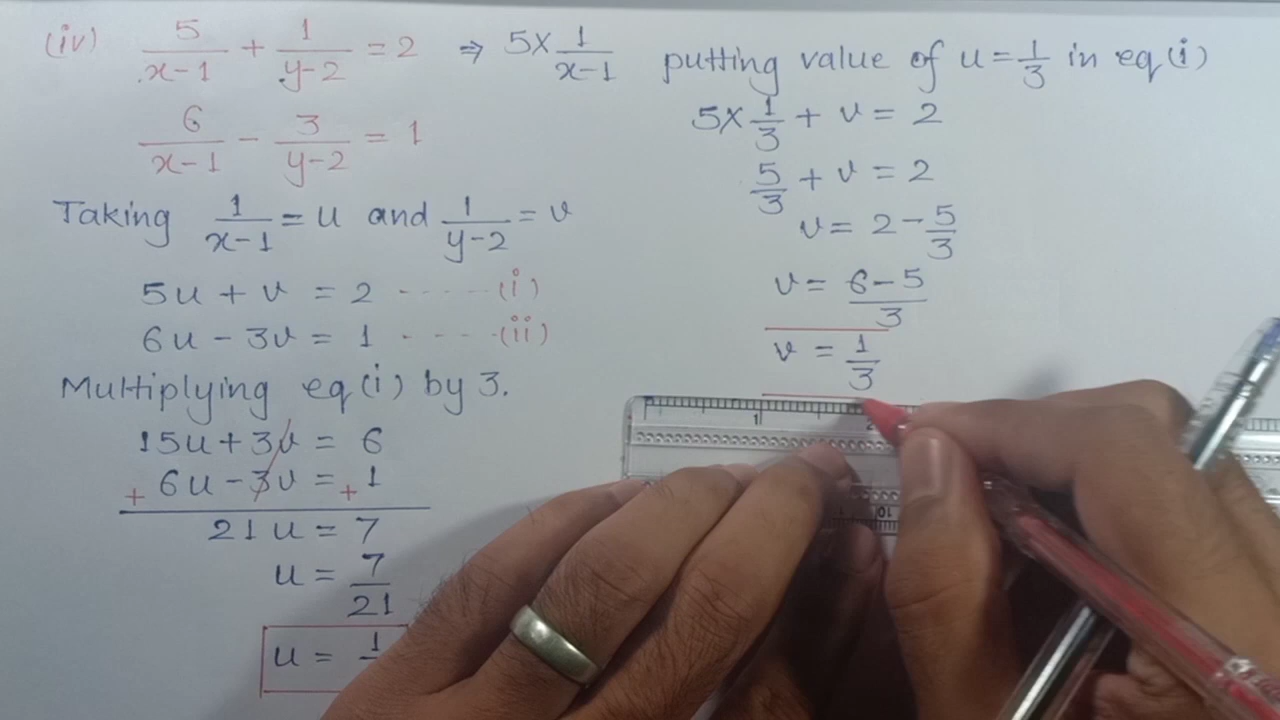 (iv) 5/(x-1) + 1/(y-2) = 2 ⇒ 5 × 1/(x-1)
6/(x-1) - 3/(y-2) = 1
Taking 1/(x-1) = u and 1/(y-2) = v
5u + v = 2 ------ (i)
6u - 3v = 1 ------ (ii)
Multiplying eq(i) by 3.
15u + 3v = 6
+ 6u - 3v = + 1
21u = 7
u = 7/21
u = 1
putting value of u = 1/3 in eq(i)
5 × 1/3 + v = 2
5/3 + v = 2
v = 2 - 5/3
v = (6-5)/3
v = 1/3
1
10